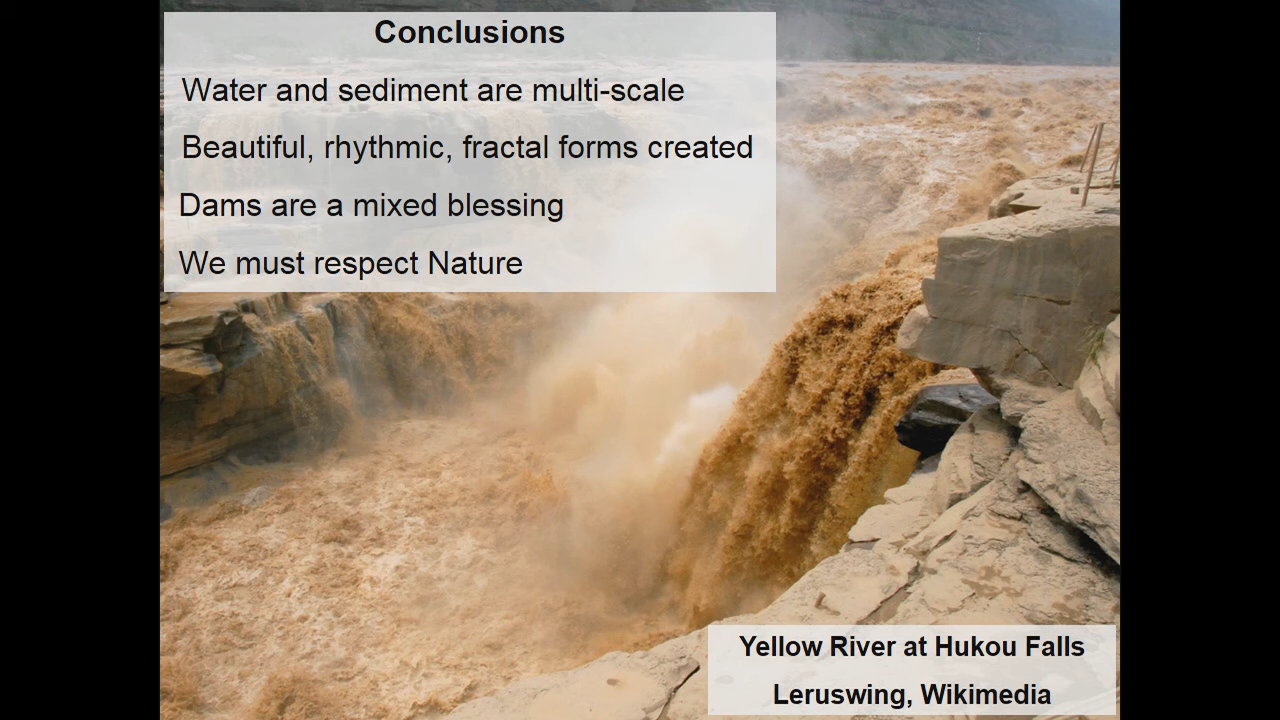 Conclusions
Water and sediment are multi-scale
Beautiful, rhythmic, fractal forms created
Dams are a mixed blessing
We must respect Nature
Yellow River at Hukou Falls
Leruswing, Wikimedia